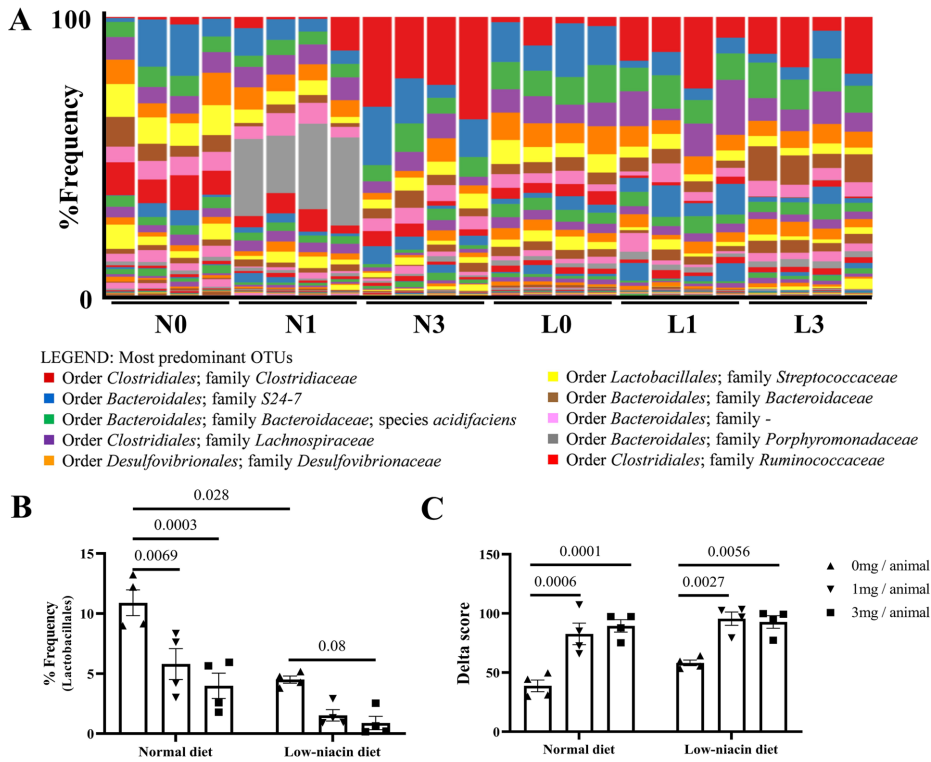 A
100
%Frequency
0
N0 N1 N3 L0 L1 L3
LEGEND: Most predominant OTUs
Order Clostridiales; family Clostridiaceae
Order Bacteroidales; family S24-7
Order Bacteroidales; family Bacteroidaceae; species acidifaciens
Order Clostridiales; family Lachnospiraceae
Order Desulfovibrionales; family Desulfovibrionaceae
Order Lactobacillales; family Streptococcaceae
Order Bacteroidales; family Bacteroidaceae
Order Bacteroidales; family -
Order Bacteroidales; family Porphyromonadaceae
Order Clostridiales; family Ruminococcaceae
B
0.028
0.0003
0.0069
0.08
15
10
5
0
% Frequency
(Lactobacillales)
Normal diet Low-niacin diet
C
150
100
50
0
Delta score
0.0001
0.0006
0.0056
0.0027
Normal diet Low-niacin diet
0mg / animal
1mg / animal
3mg / animal